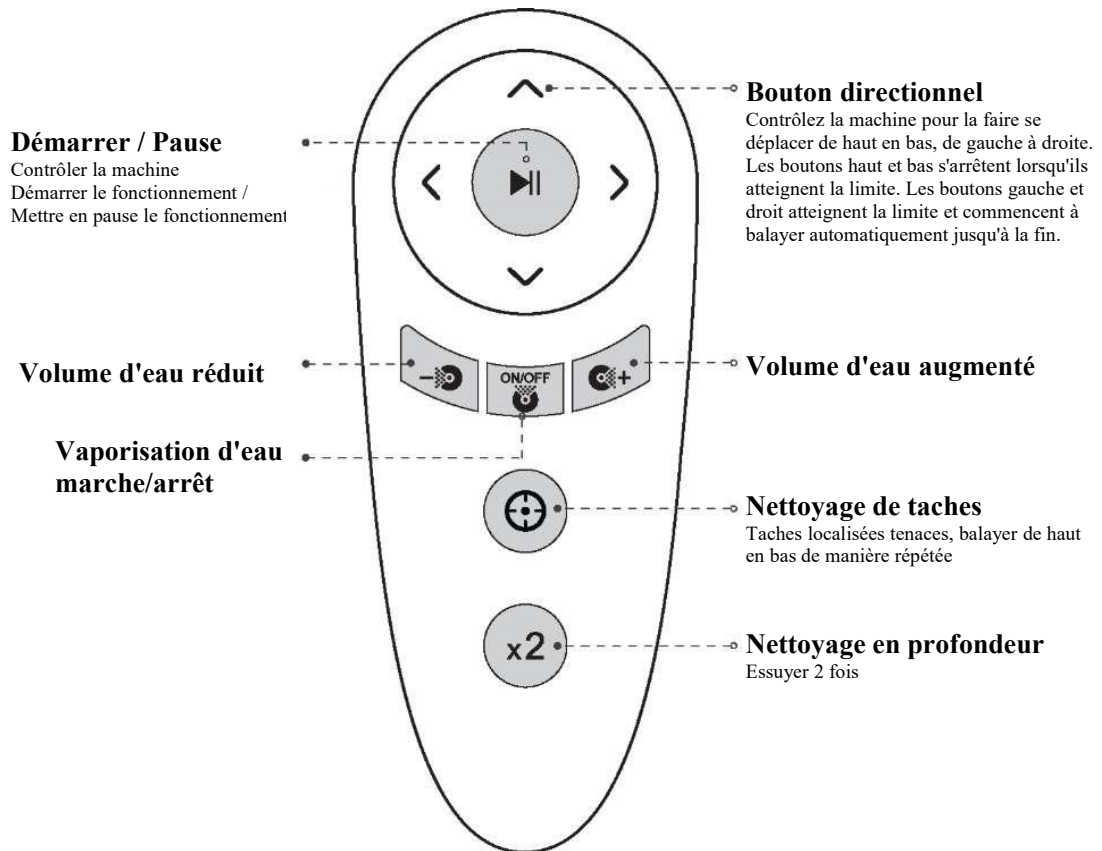 Démarrer / Pause
Contrôler la machine
Démarrer le fonctionnement /
Mettre en pause le fonctionnement
Bouton directionnel
Contrôlez la machine pour la faire se
déplacer de haut en bas, de gauche à droite.
Les boutons haut et bas s'arrêtent lorsqu'ils
atteignent la limite. Les boutons gauche et
droit atteignent la limite et commencent à
balayer automatiquement jusqu'à la fin.
Volume d'eau réduit
-
ON/OFF
+
Volume d'eau augmenté
Vaporisation d'eau
marche/arrêt
Nettoyage de taches
Taches localisées tenaces, balayer de haut
en bas de manière répétée
x2
Nettoyage en profondeur
Essuyer 2 fois